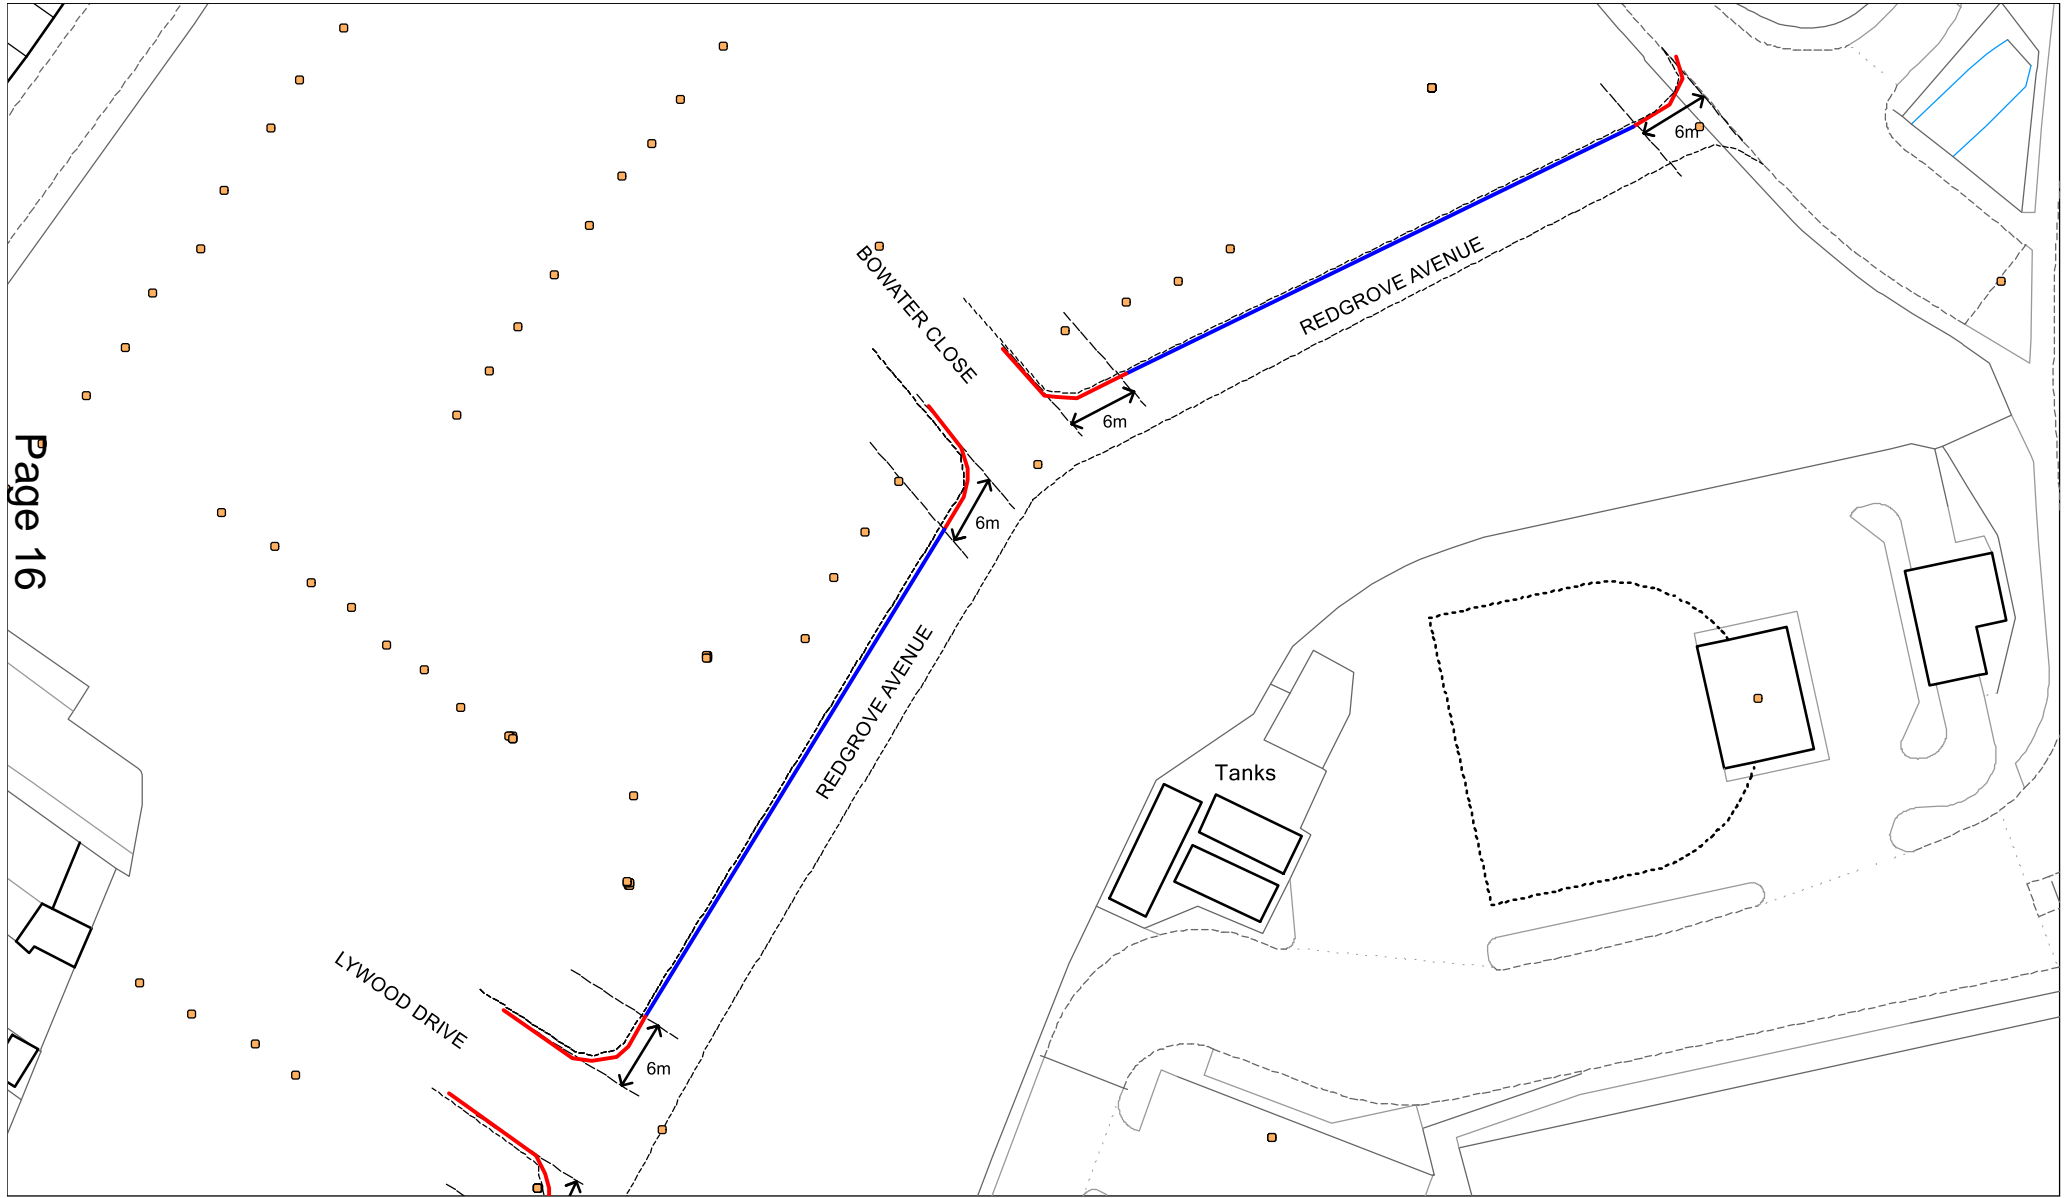 6m
BOWATER CLOSE
REDGROVE AVENUE
6m
Page 16
6m
REDGROVE AVENUE
Tanks
LYWOOD DRIVE
6m